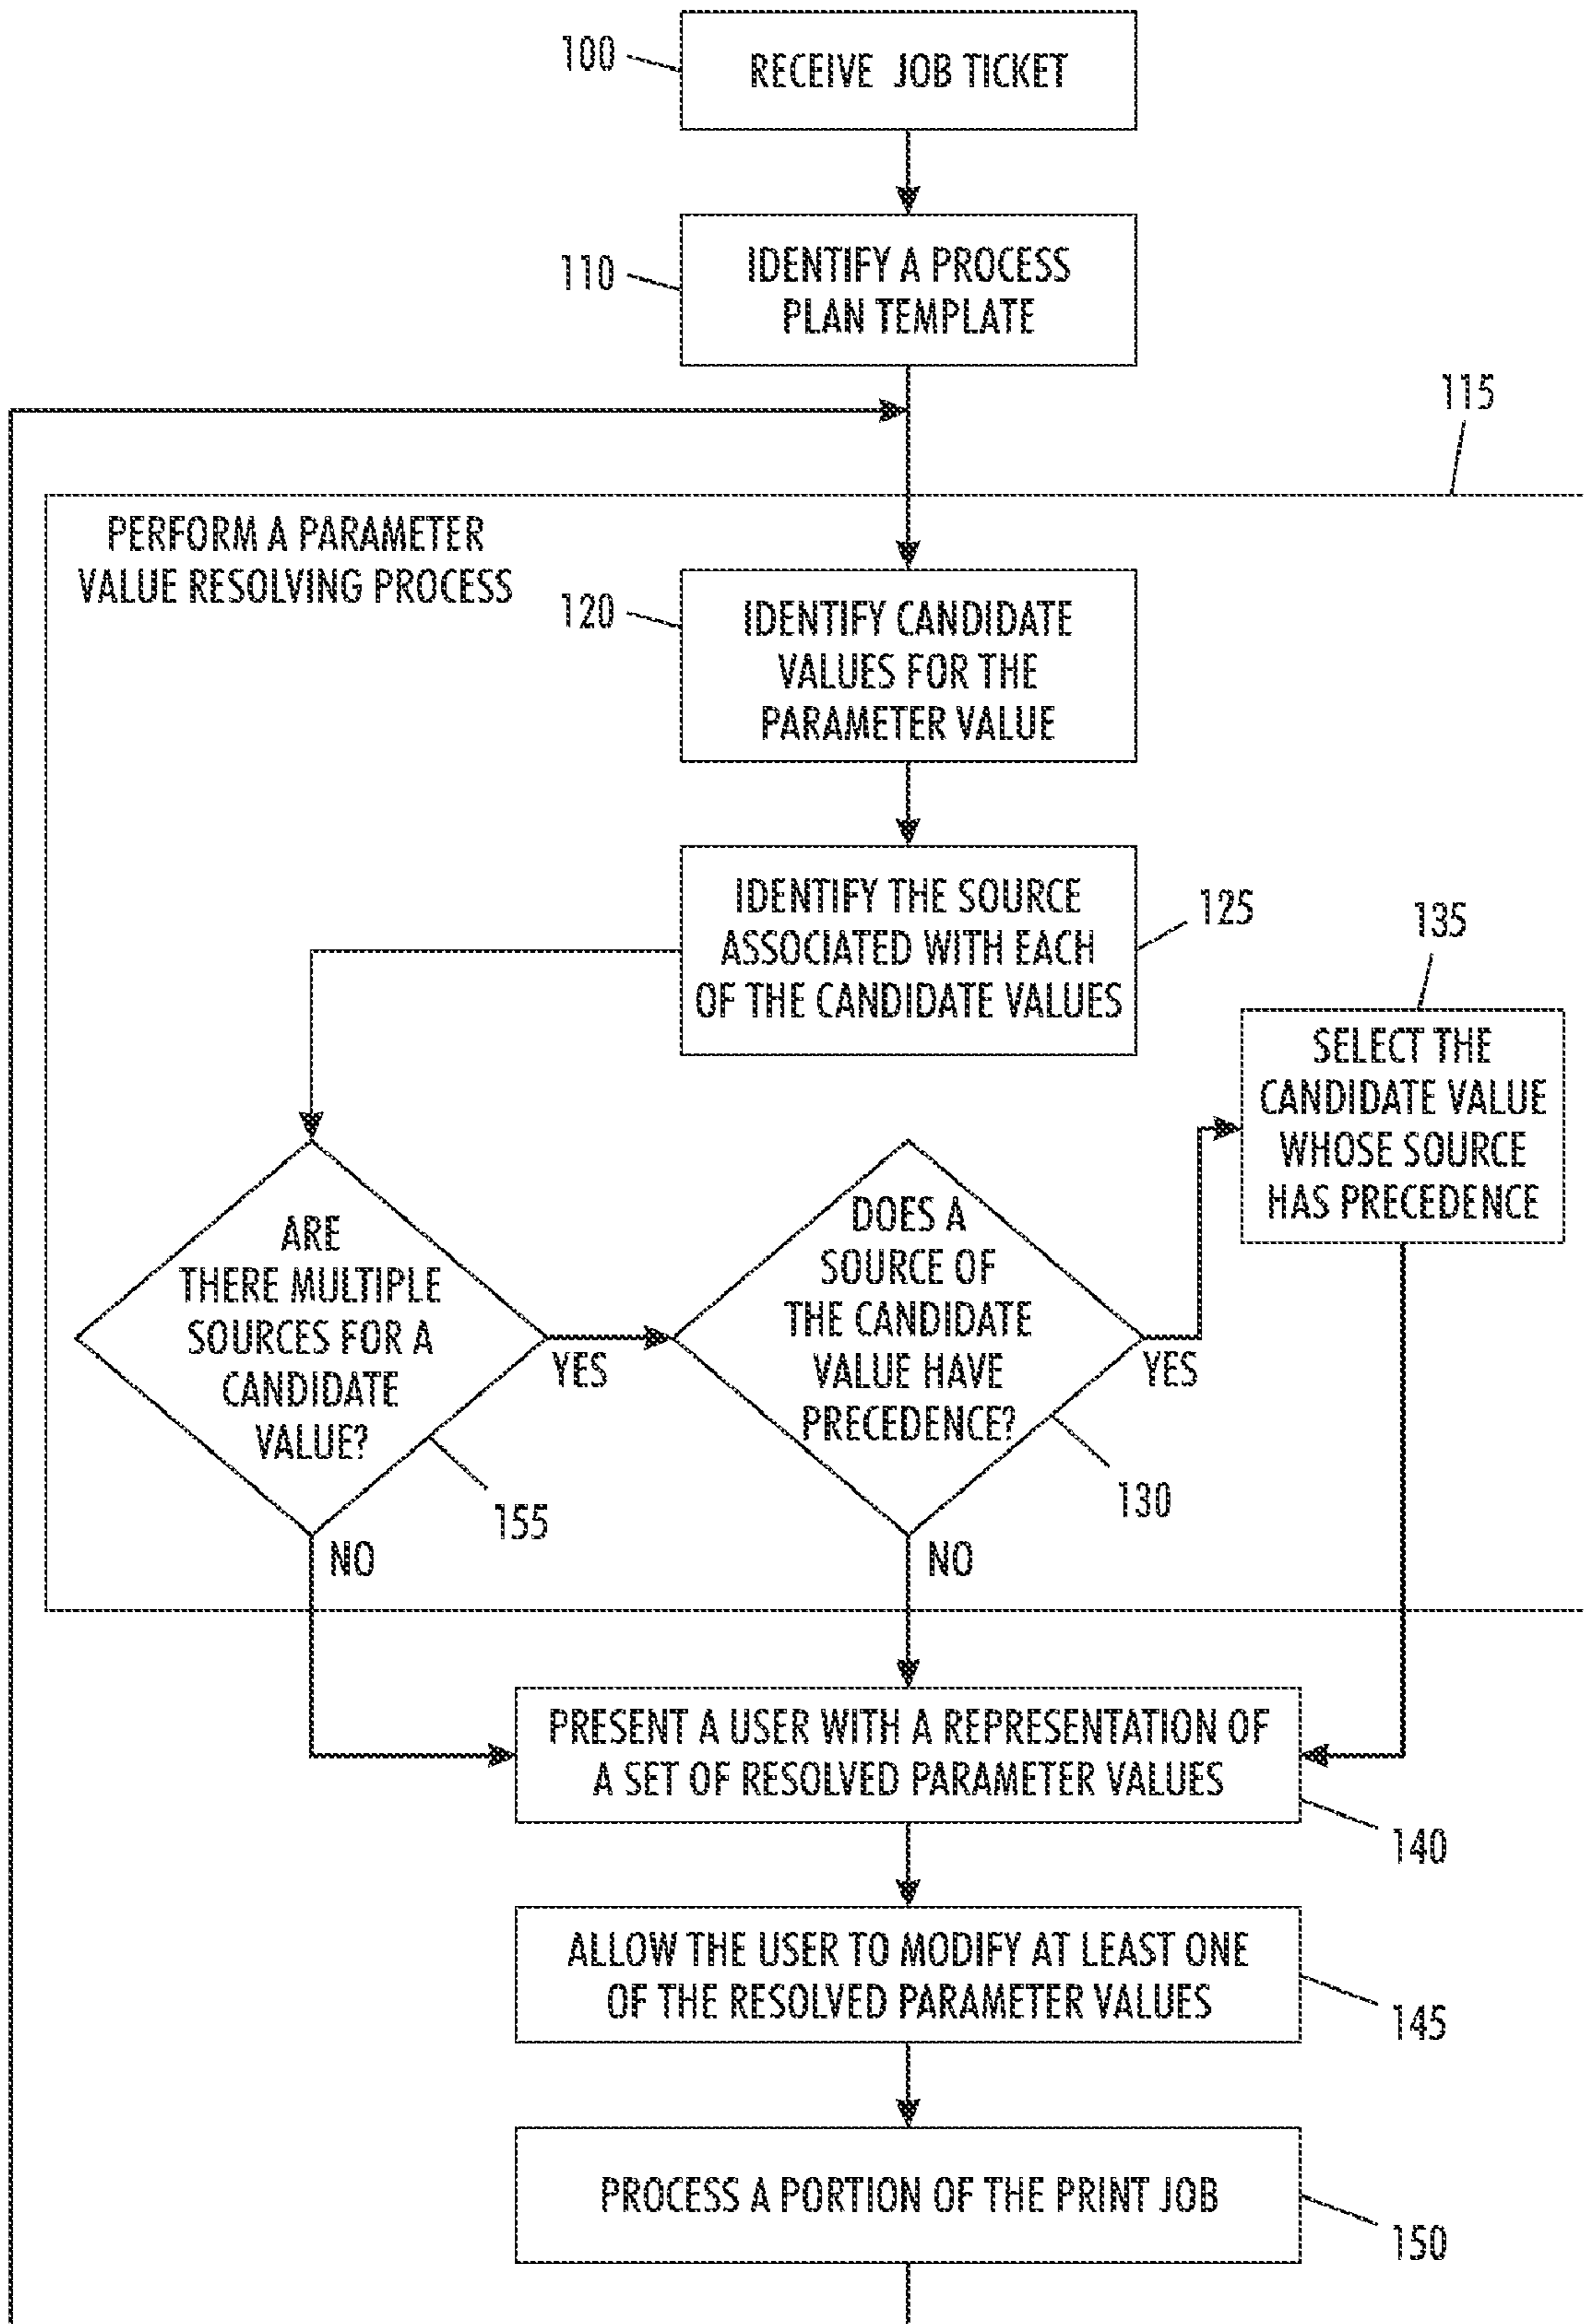 100
RECEIVE JOB TICKET
110
IDENTIFY A PROCESS
PLAN TEMPLATE
115
PERFORM A PARAMETER
VALUE RESOLVING PROCESS
120
IDENTIFY CANDIDATE
VALUES FOR THE
PARAMETER VALUE
IDENTIFY THE SOURCE
ASSOCIATED WITH EACH
OF THE CANDIDATE VALUES
125
135
SELECT THE
CANDIDATE VALUE
WHOSE SOURCE
HAS PRECEDENCE
ARE
THERE MULTIPLE
SOURCES FOR A
CANDIDATE
VALUE?
YES
155
NO
DOES A
SOURCE OF
THE CANDIDATE
VALUE HAVE
PRECEDENCE?
YES
130
NO
PRESENT A USER WITH A REPRESENTATION OF
A SET OF RESOLVED PARAMETER VALUES
140
ALLOW THE USER TO MODIFY AT LEAST ONE
OF THE RESOLVED PARAMETER VALUES
145
PROCESS A PORTION OF THE PRINT JOB
150